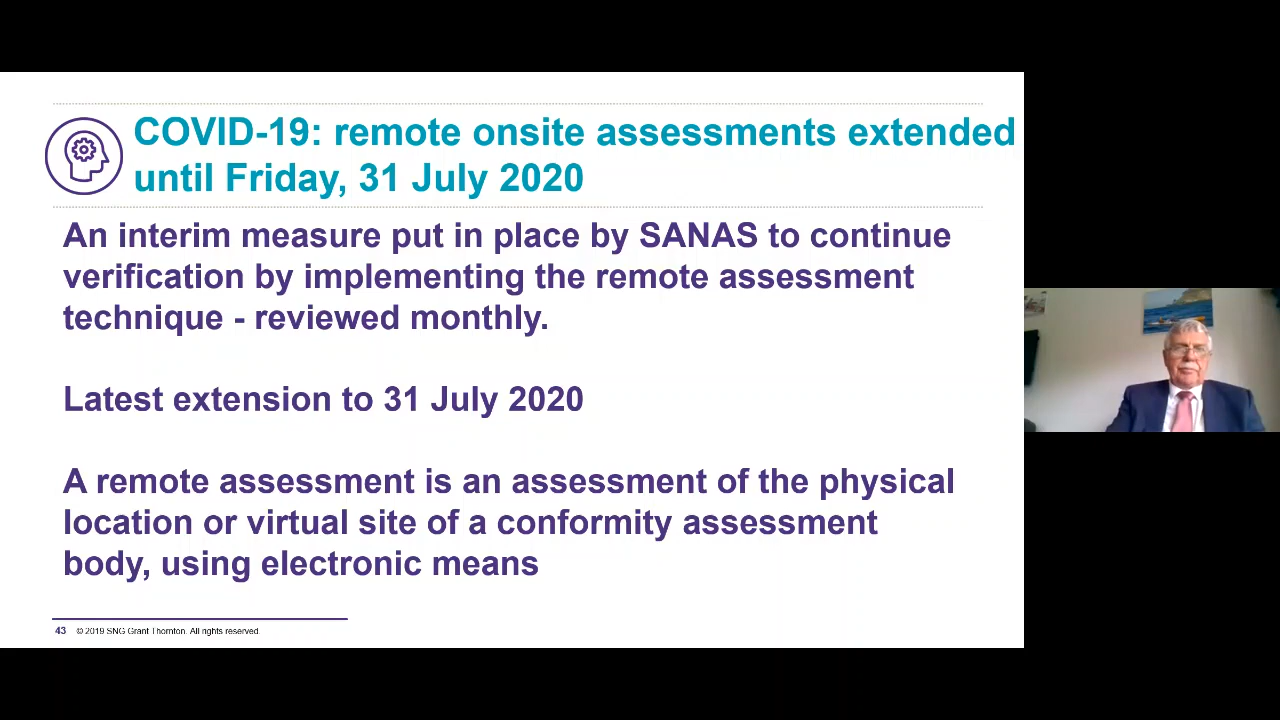 COVID-19: remote onsite assessments extended
until Friday, 31 July 2020
An interim measure put in place by SANAS to continue
verification by implementing the remote assessment
technique - reviewed monthly.
Latest extension to 31 July 2020
A remote assessment is an assessment of the physical
location or virtual site of a conformity assessment
body, using electronic means
43 © 2019 SNG Grant Thornton. All rights reserved.